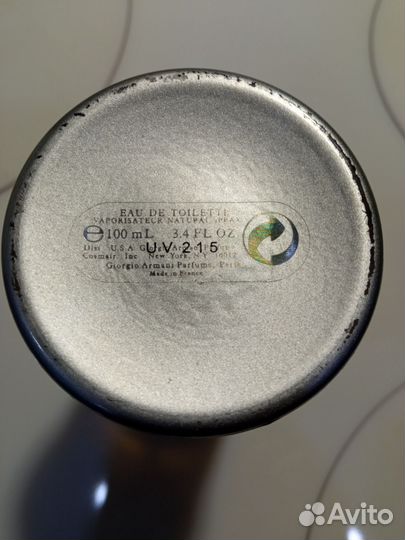 EAU DE TOILETTE
VAPORISATEUR NATURAL SPRAY
℮ 100 mL 3.4 FL OZ
UV 215
Dist U.S.A.
Cosmair, Inc. New York, N.Y.
Giorgio Armani Parfums, Paris
Made in France
Avito